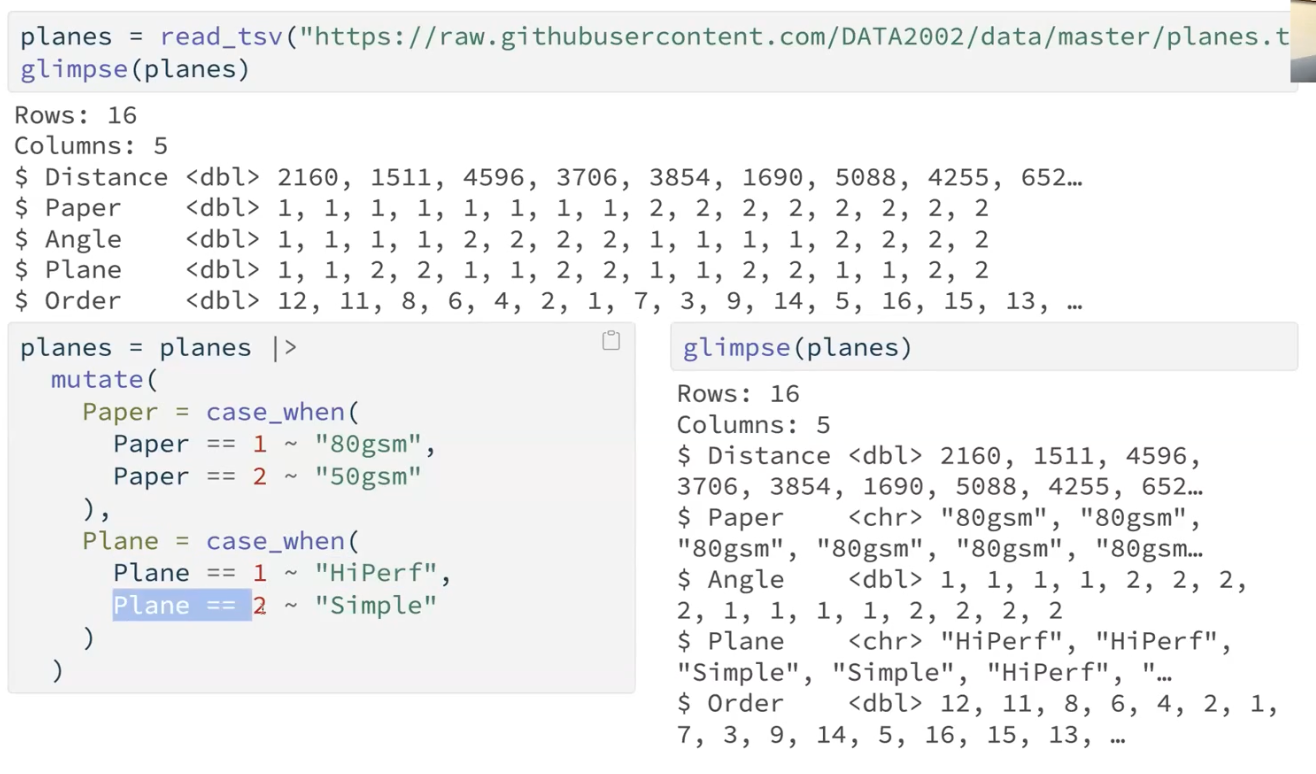 planes = read_tsv("https://raw.githubusercontent.com/DATA2002/data/master/planes.t
glimpse(planes)
Rows: 16
Columns: 5
$ Distance <dbl> 2160, 1511, 4596, 3706, 3854, 1690, 5088, 4255, 652…
$ Paper    <dbl> 1, 1, 1, 1, 1, 1, 1, 1, 2, 2, 2, 2, 2, 2, 2, 2
$ Angle    <dbl> 1, 1, 1, 1, 2, 2, 2, 2, 1, 1, 1, 1, 2, 2, 2, 2
$ Plane    <dbl> 1, 1, 2, 2, 1, 1, 2, 2, 1, 1, 2, 2, 1, 1, 2, 2
$ Order    <dbl> 12, 11, 8, 6, 4, 2, 1, 7, 3, 9, 14, 5, 16, 15, 13, …
planes = planes |>
  mutate(
    Paper = case_when(
      Paper == 1 ~ "80gsm",
      Paper == 2 ~ "50gsm"
    ),
    Plane = case_when(
      Plane == 1 ~ "HiPerf",
      Plane == 2 ~ "Simple"
    )
  )
glimpse(planes)
Rows: 16
Columns: 5
$ Distance <dbl> 2160, 1511, 4596,
3706, 3854, 1690, 5088, 4255, 652…
$ Paper    <chr> "80gsm", "80gsm",
"80gsm", "80gsm", "80gsm", "80gsm…
$ Angle    <dbl> 1, 1, 1, 1, 2, 2, 2,
2, 1, 1, 1, 1, 2, 2, 2, 2
$ Plane    <chr> "HiPerf", "HiPerf",
"Simple", "Simple", "HiPerf", "…
$ Order    <dbl> 12, 11, 8, 6, 4, 2, 1,
7, 3, 9, 14, 5, 16, 15, 13, …